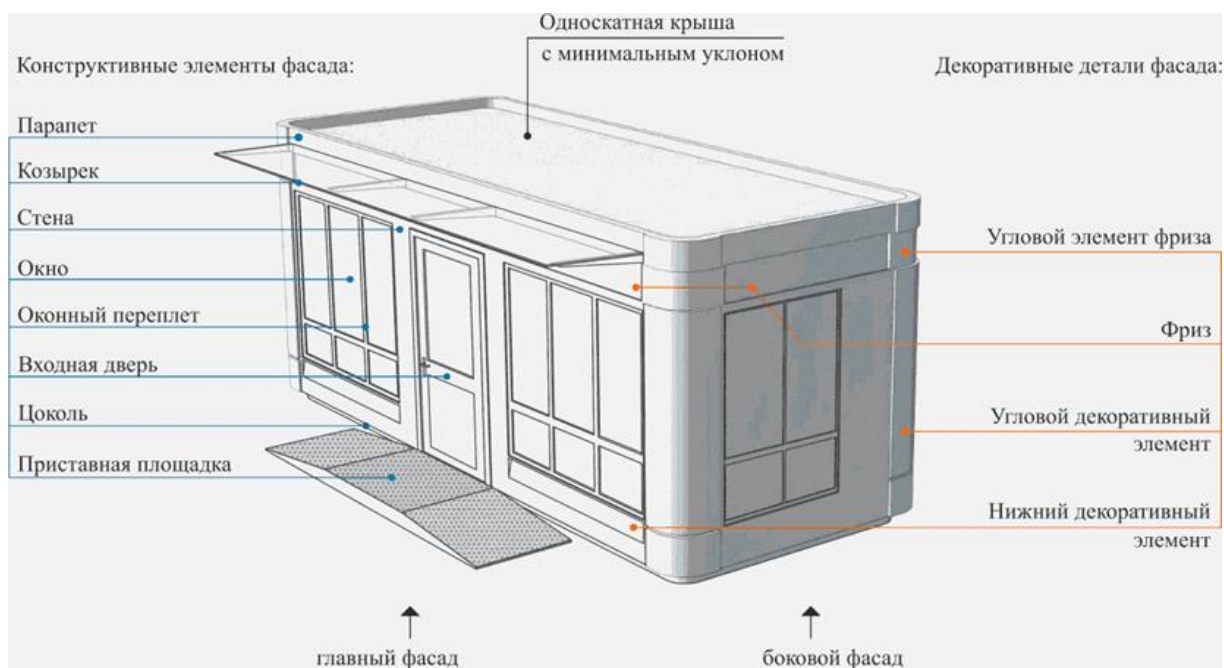 Односкатная крыша
с минимальным уклоном
Конструктивные элементы фасада:
Парапет
Козырек
Стена
Окно
Оконный переплет
Входная дверь
Цоколь
Приставная площадка
Декоративные детали фасада:
Угловой элемент фриза
Фриз
Угловой декоративный
элемент
Нижний декоративный
элемент
главный фасад
боковой фасад